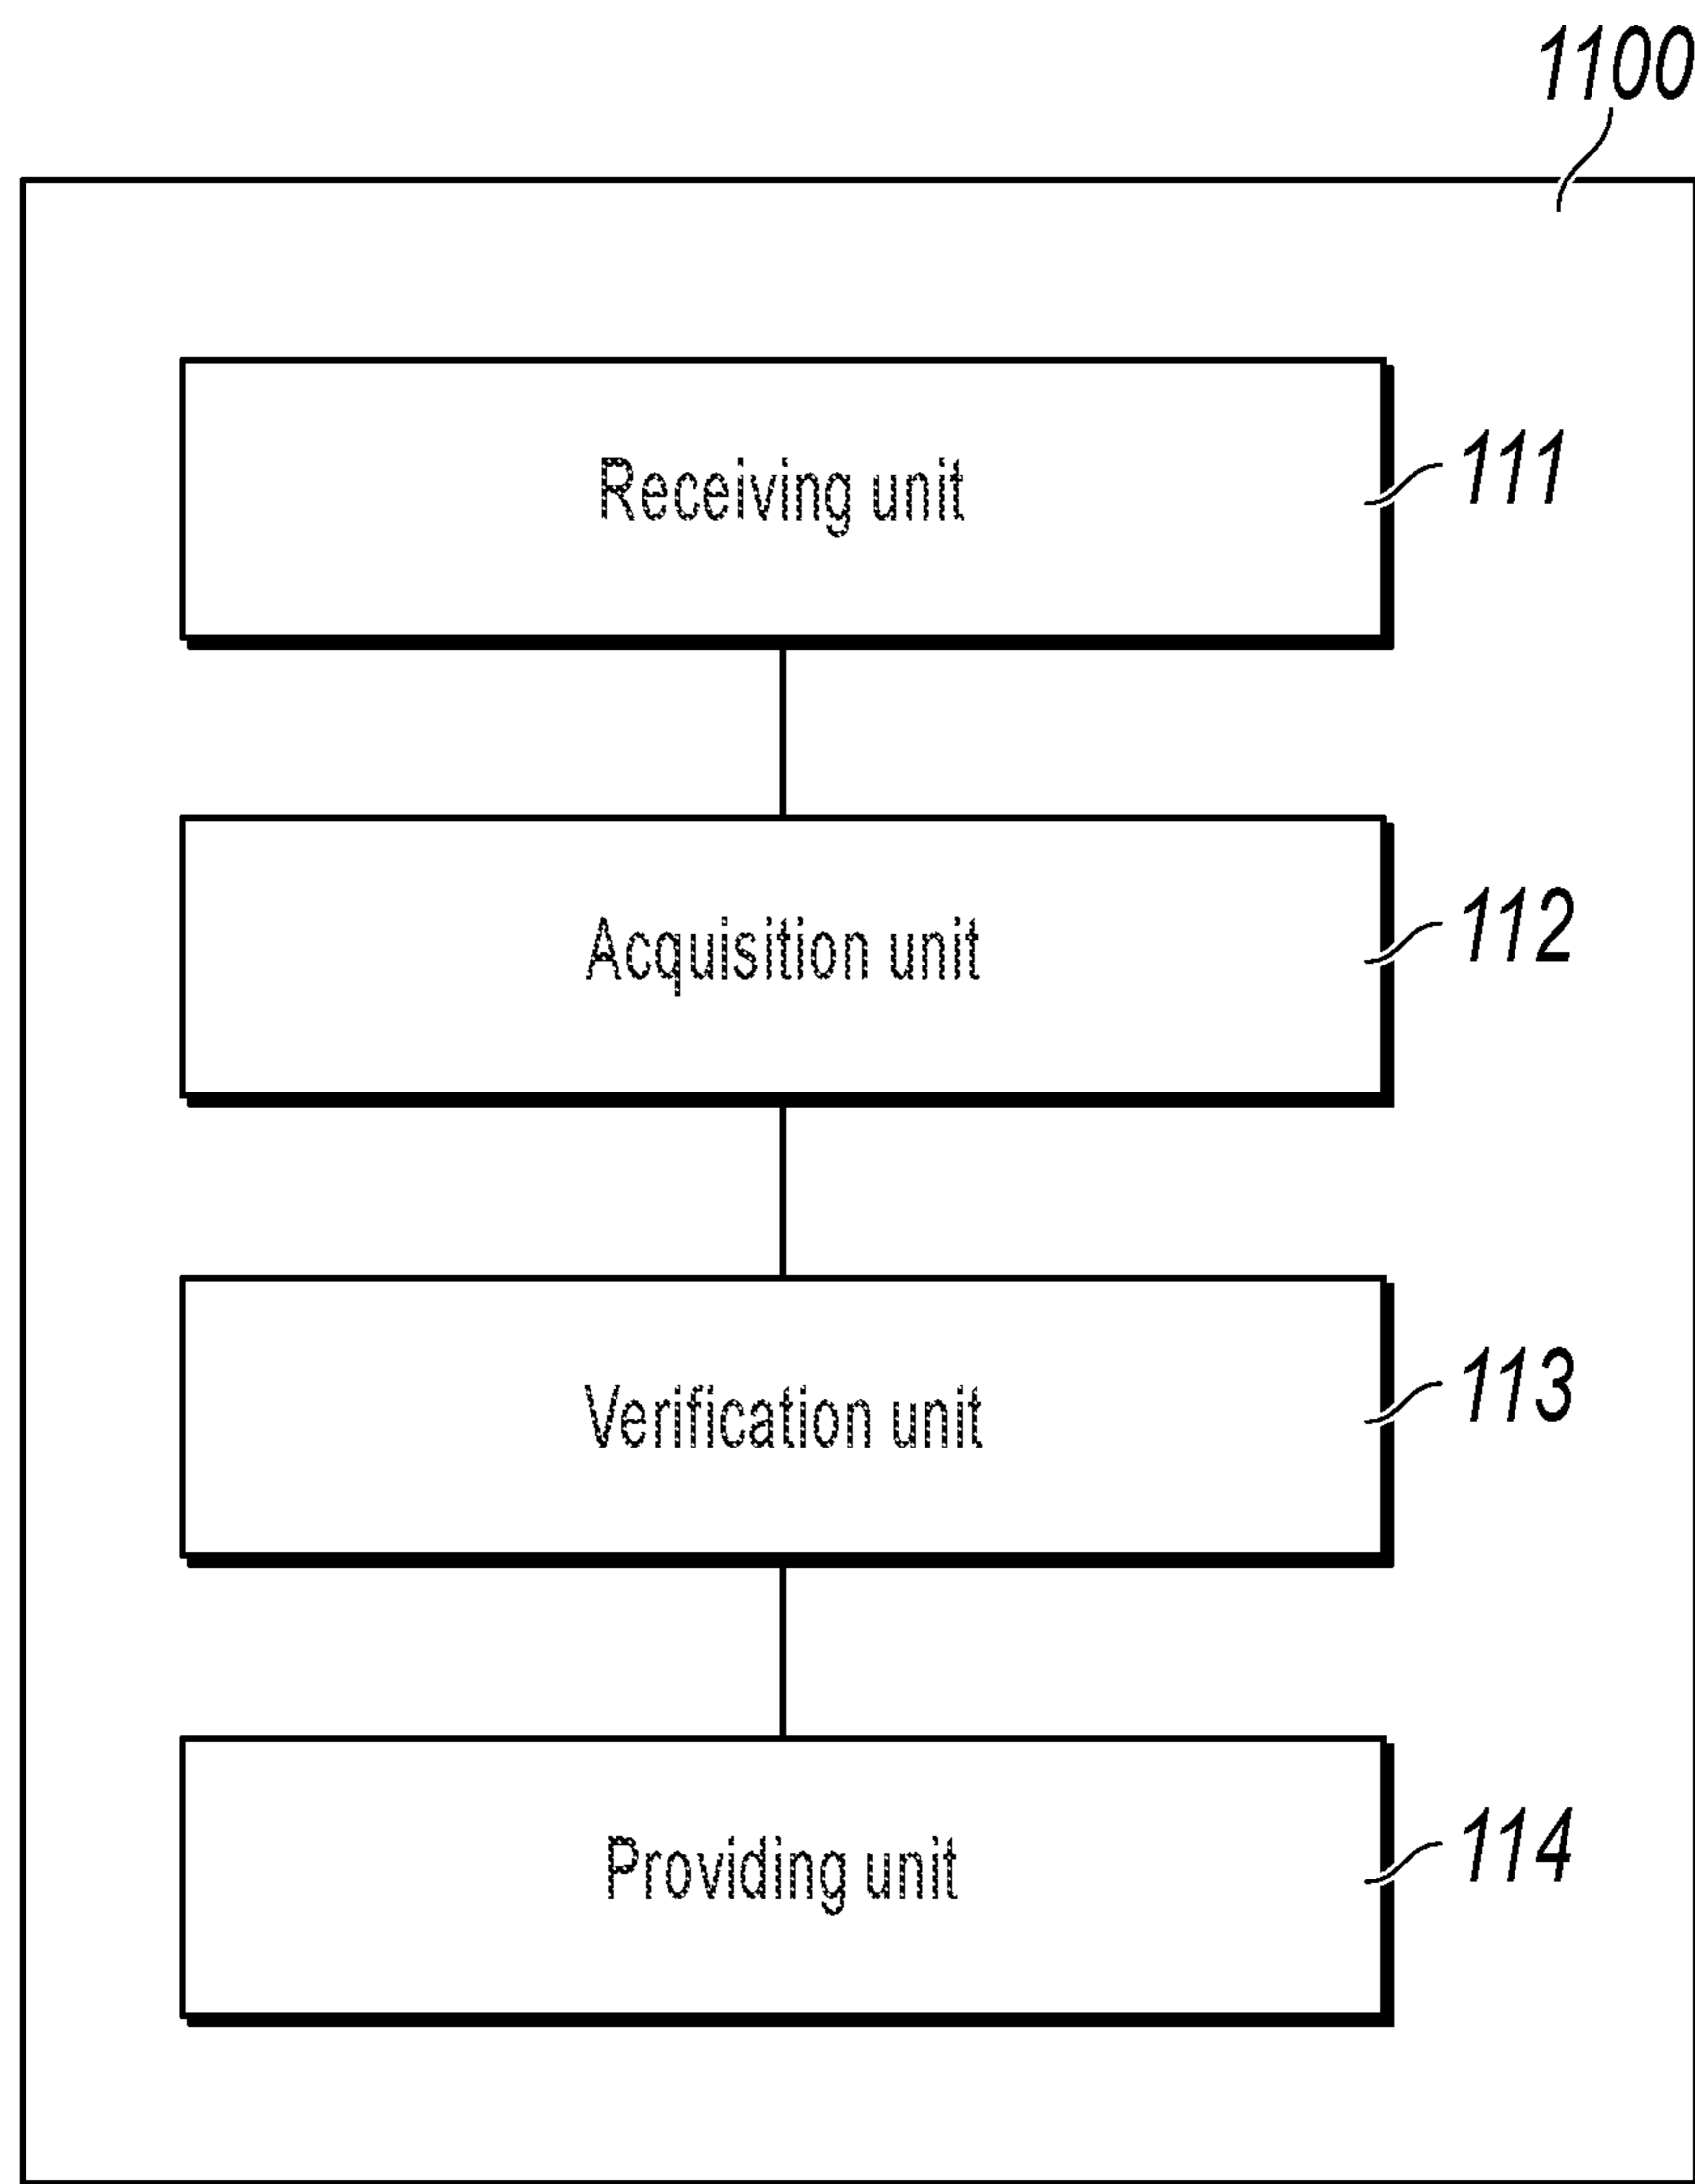 1100
Receiving unit
111
Acquisition unit
112
Verification unit
113
Providing unit
114